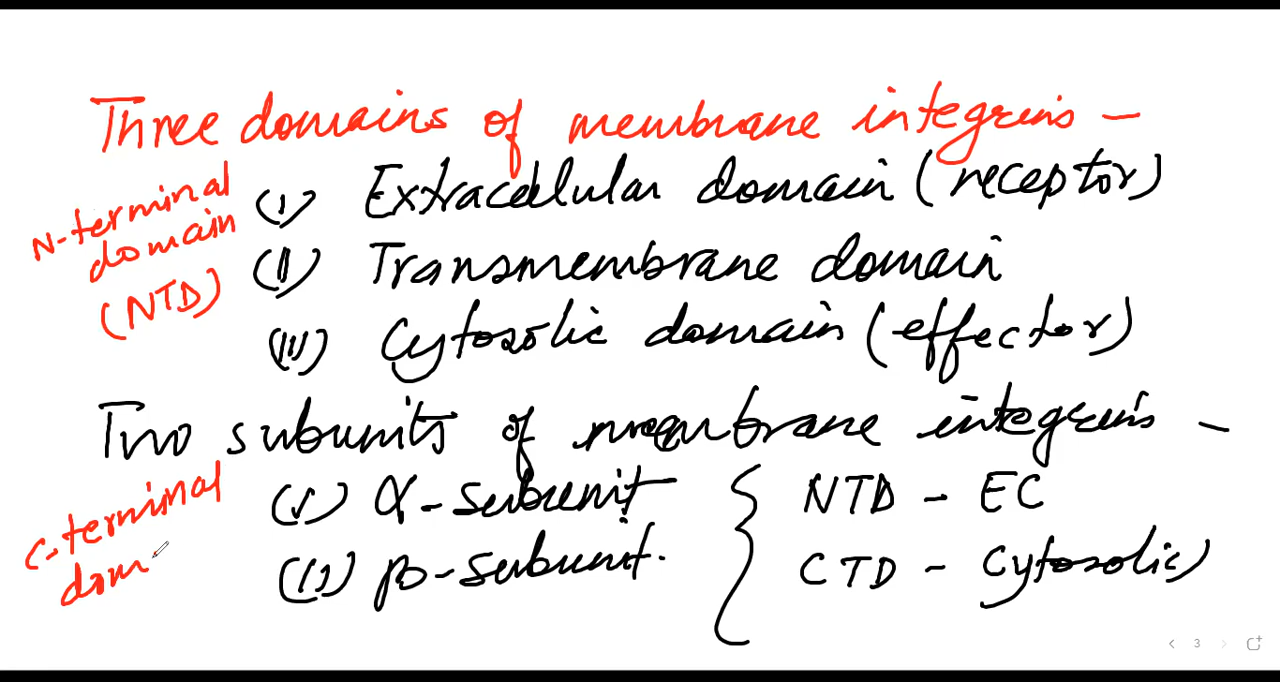 Three domains of membrane integrins -
N-terminal
domain
(NTD)
(I) Extracellular domain (receptor)
(II) Transmembrane domain
(III) Cytosolic domain (effector)
Two subunits of membrane integrins -
C-terminal
dom
(I) α-subunit
(II) β-subunit.
NTD - EC
CTD - Cytosolic
3